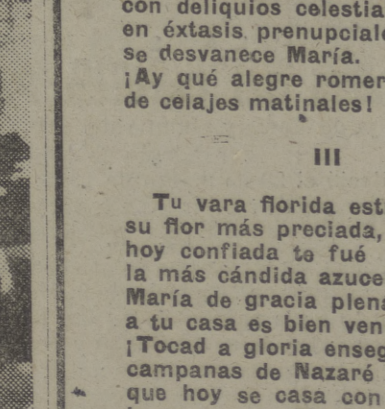 con deliquios celestia
en éxtasis prenupciale
se desvanece María.
¡Ay qué alegre romer
de celajes matinales!
III
Tu vara florida est
su flor más preciada,
hoy confiada te fué
la más cándida azuce
María de gracia plena
a tu casa es bien ven
¡Tocad a gloria enseg
campanas de Nazaré
que hoy se casa con